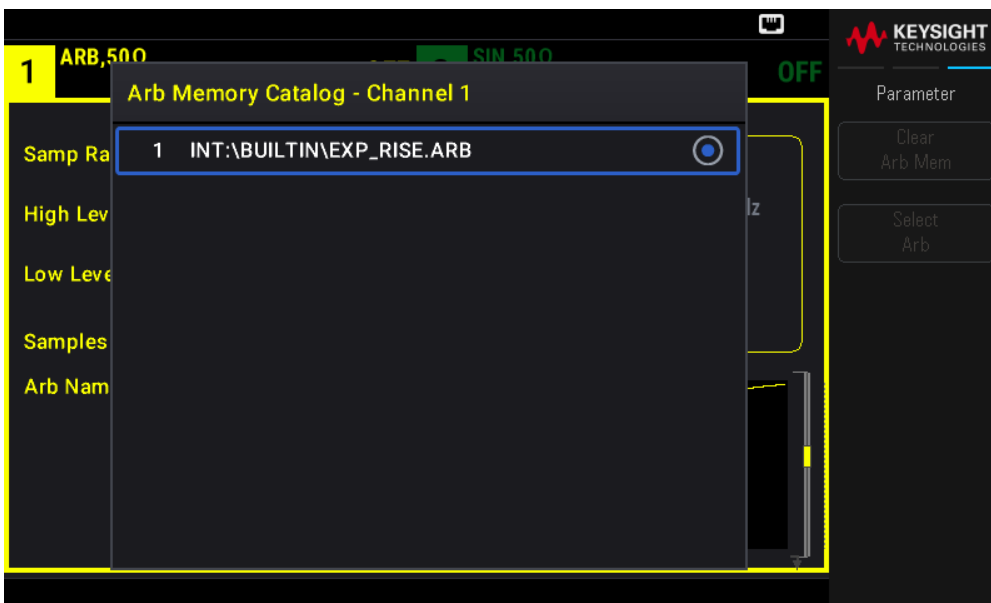 KEYSIGHT
TECHNOLOGIES
1
ARB,50Ω
SIN 50Ω
OFF
Arb Memory Catalog - Channel 1
1 INT:\BUILTIN\EXP_RISE.ARB
Samp Ra
High Lev
Hz
Low Leve
Samples
Arb Nam
Parameter
Clear
Arb Mem
Select
Arb